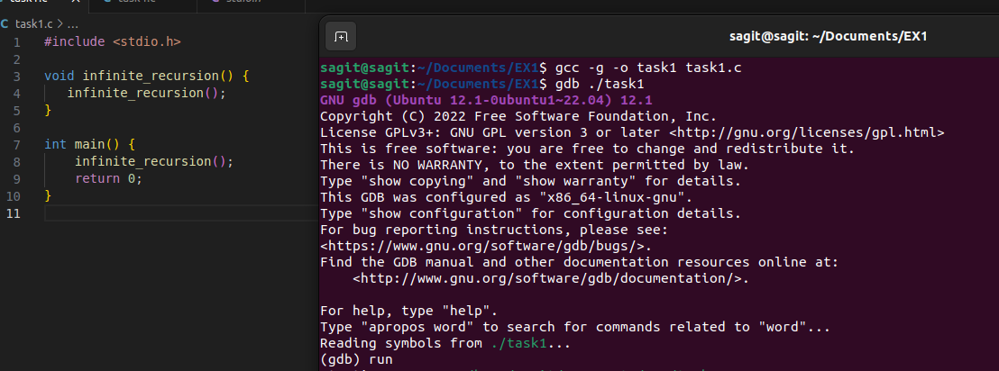 C task1.c > ...
1 #include <stdio.h>
2
3 void infinite_recursion() {
4 infinite_recursion();
5 }
6
7 int main() {
8 infinite_recursion();
9 return 0;
10 }
11
sagit@sagit: ~/Documents/EX1
sagit@sagit:~/Documents/EX1$ gcc -g -o task1 task1.c
sagit@sagit:~/Documents/EX1$ gdb ./task1
GNU gdb (Ubuntu 12.1-0ubuntu1~22.04) 12.1
Copyright (C) 2022 Free Software Foundation, Inc.
License GPLv3+: GNU GPL version 3 or later <http://gnu.org/licenses/gpl.html>
This is free software: you are free to change and redistribute it.
There is NO WARRANTY, to the extent permitted by law.
Type "show copying" and "show warranty" for details.
This GDB was configured as "x86_64-linux-gnu".
Type "show configuration" for configuration details.
For bug reporting instructions, please see:
<https://www.gnu.org/software/gdb/bugs/>.
Find the GDB manual and other documentation resources online at:
<http://www.gnu.org/software/gdb/documentation/>.
For help, type "help".
Type "apropos word" to search for commands related to "word"...
Reading symbols from ./task1...
(gdb) run